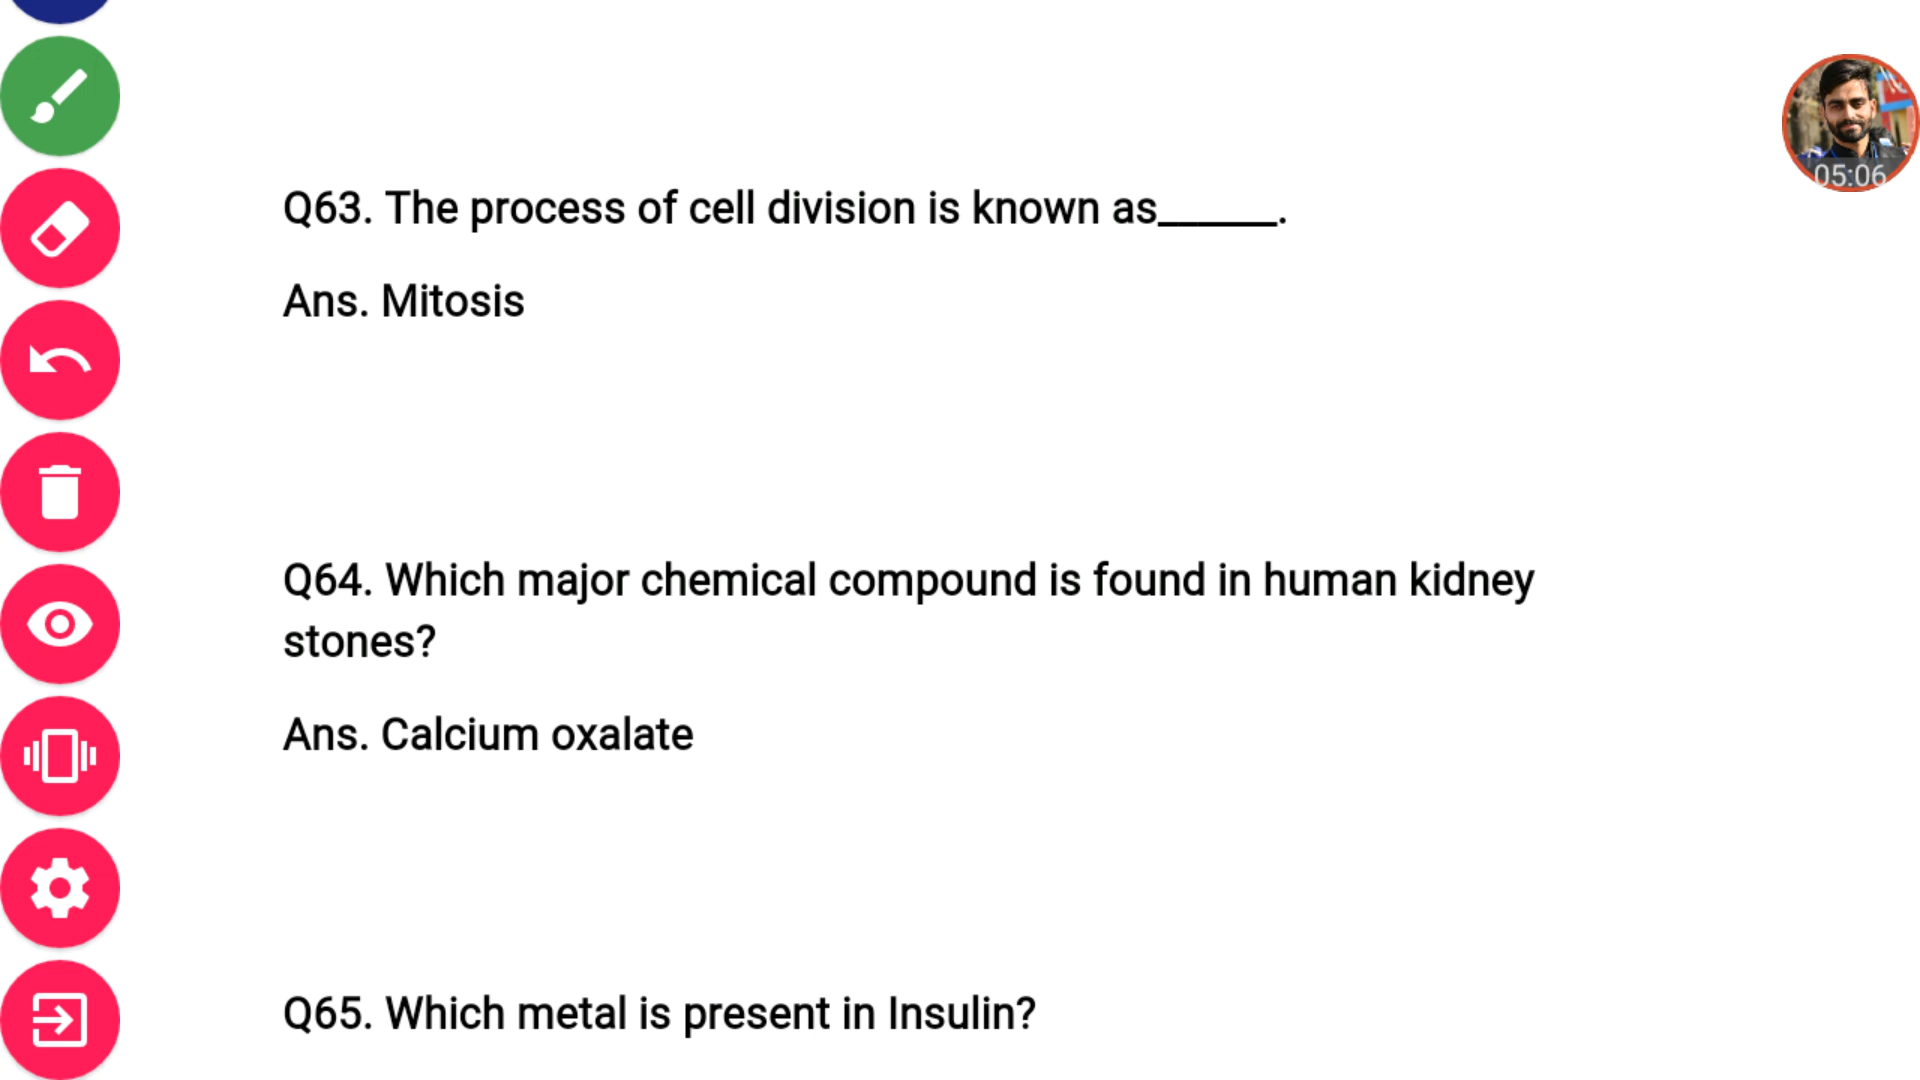 05:06
Q63. The process of cell division is known as______.
Ans. Mitosis
Q64. Which major chemical compound is found in human kidney
stones?
Ans. Calcium oxalate
Q65. Which metal is present in Insulin?